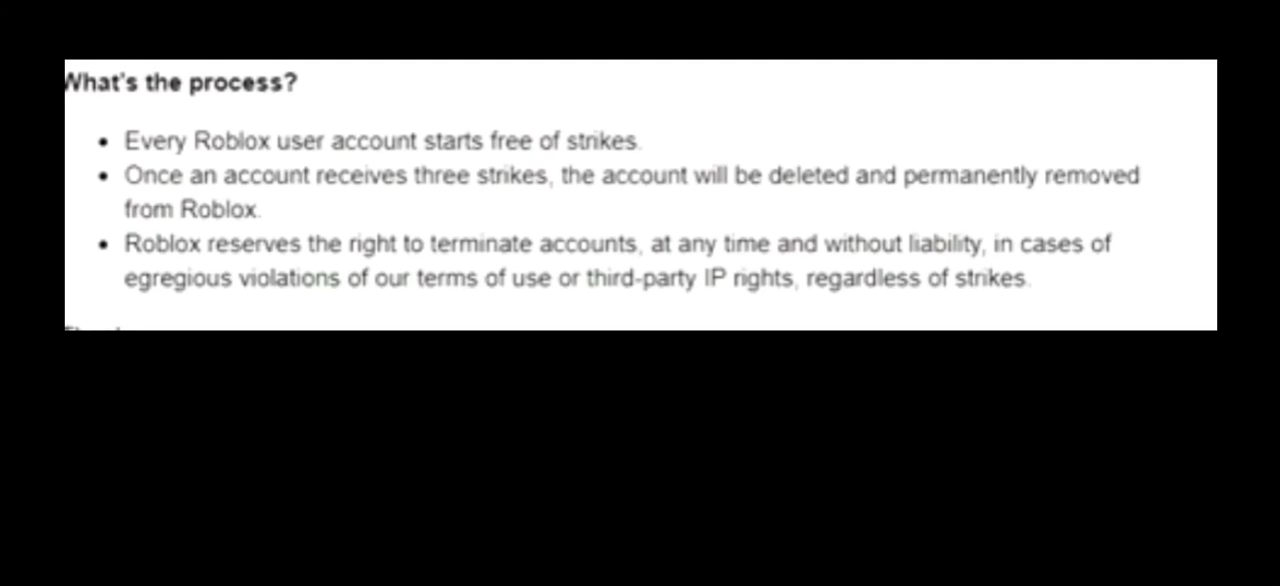 What's the process?
• Every Roblox user account starts free of strikes.
• Once an account receives three strikes, the account will be deleted and permanently removed
from Roblox.
• Roblox reserves the right to terminate accounts, at any time and without liability, in cases of
egregious violations of our terms of use or third-party IP rights, regardless of strikes.